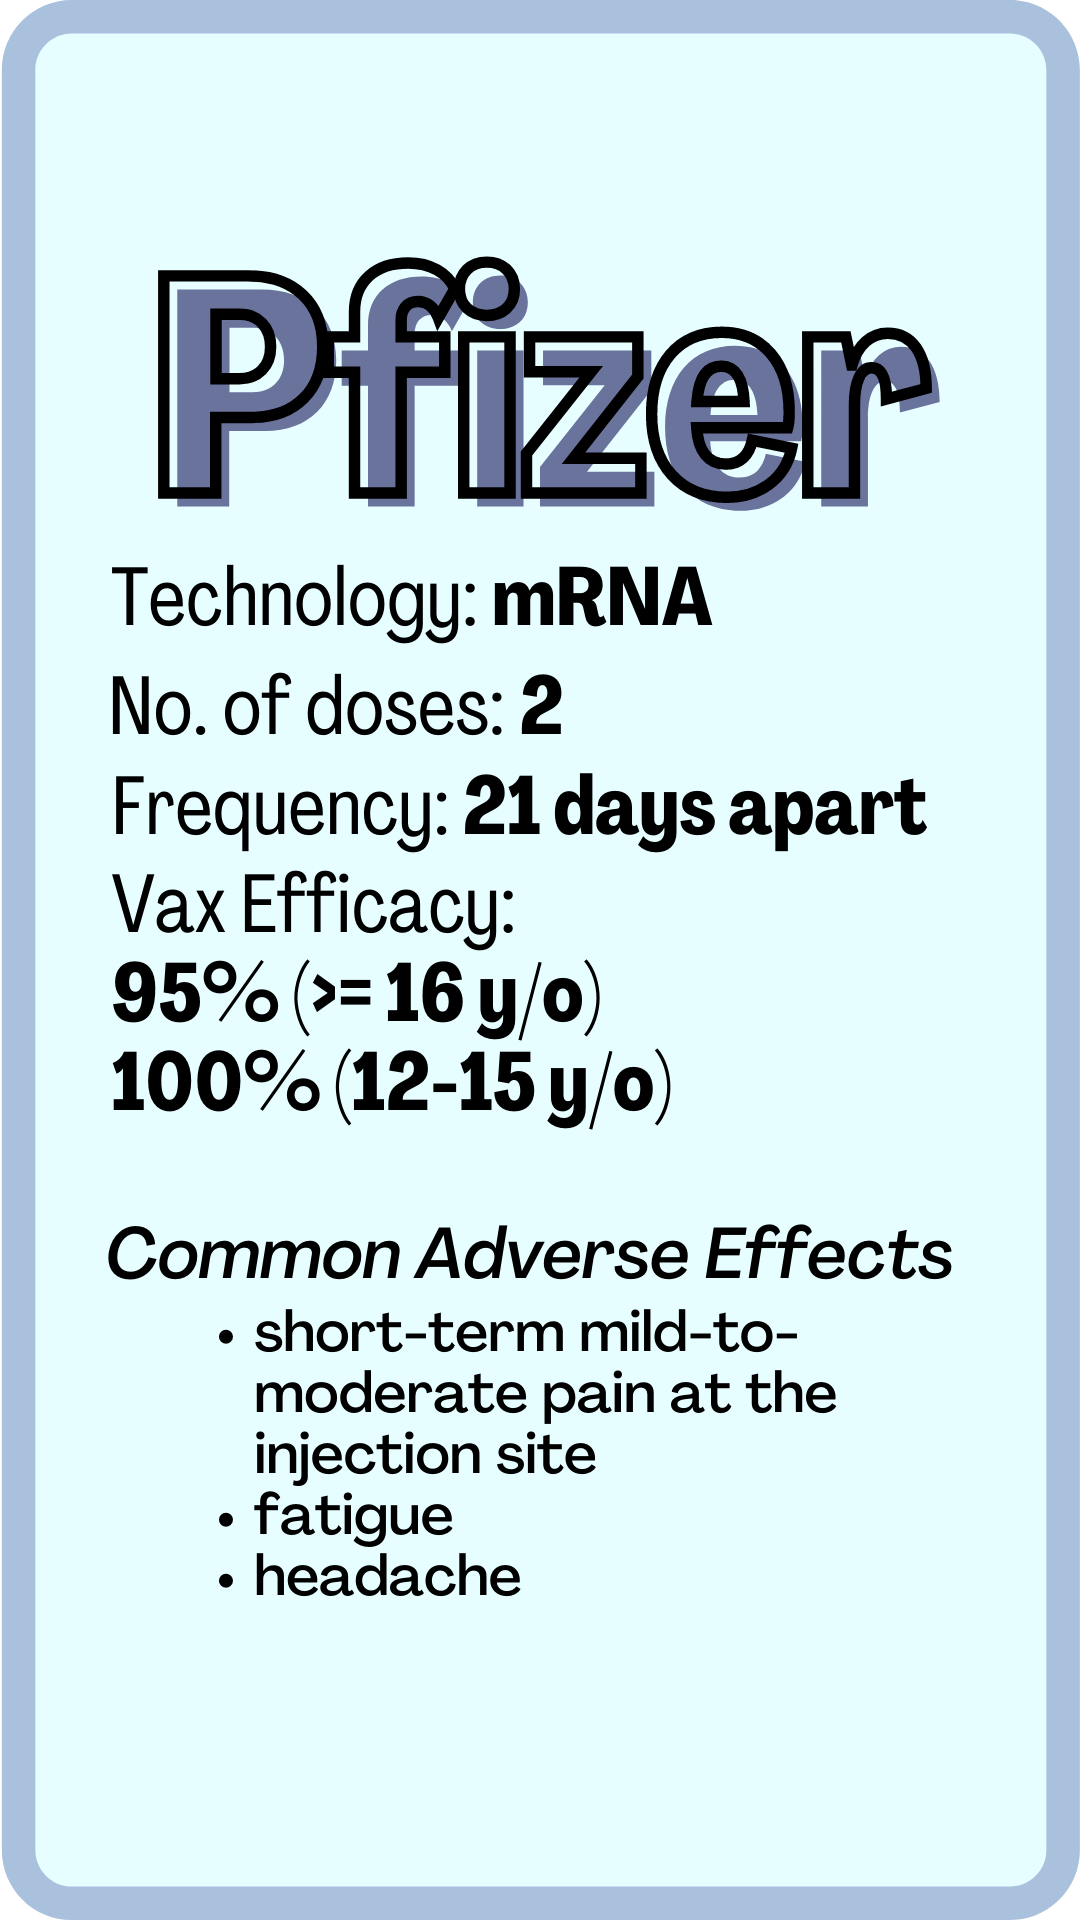 Pfizer
Technology: mRNA
No. of doses: 2
Frequency: 21 days apart
Vax Efficacy:
95% (>= 16 y/o)
100% (12-15 y/o)
Common Adverse Effects
• short-term mild-to-
moderate pain at the
injection site
• fatigue
• headache